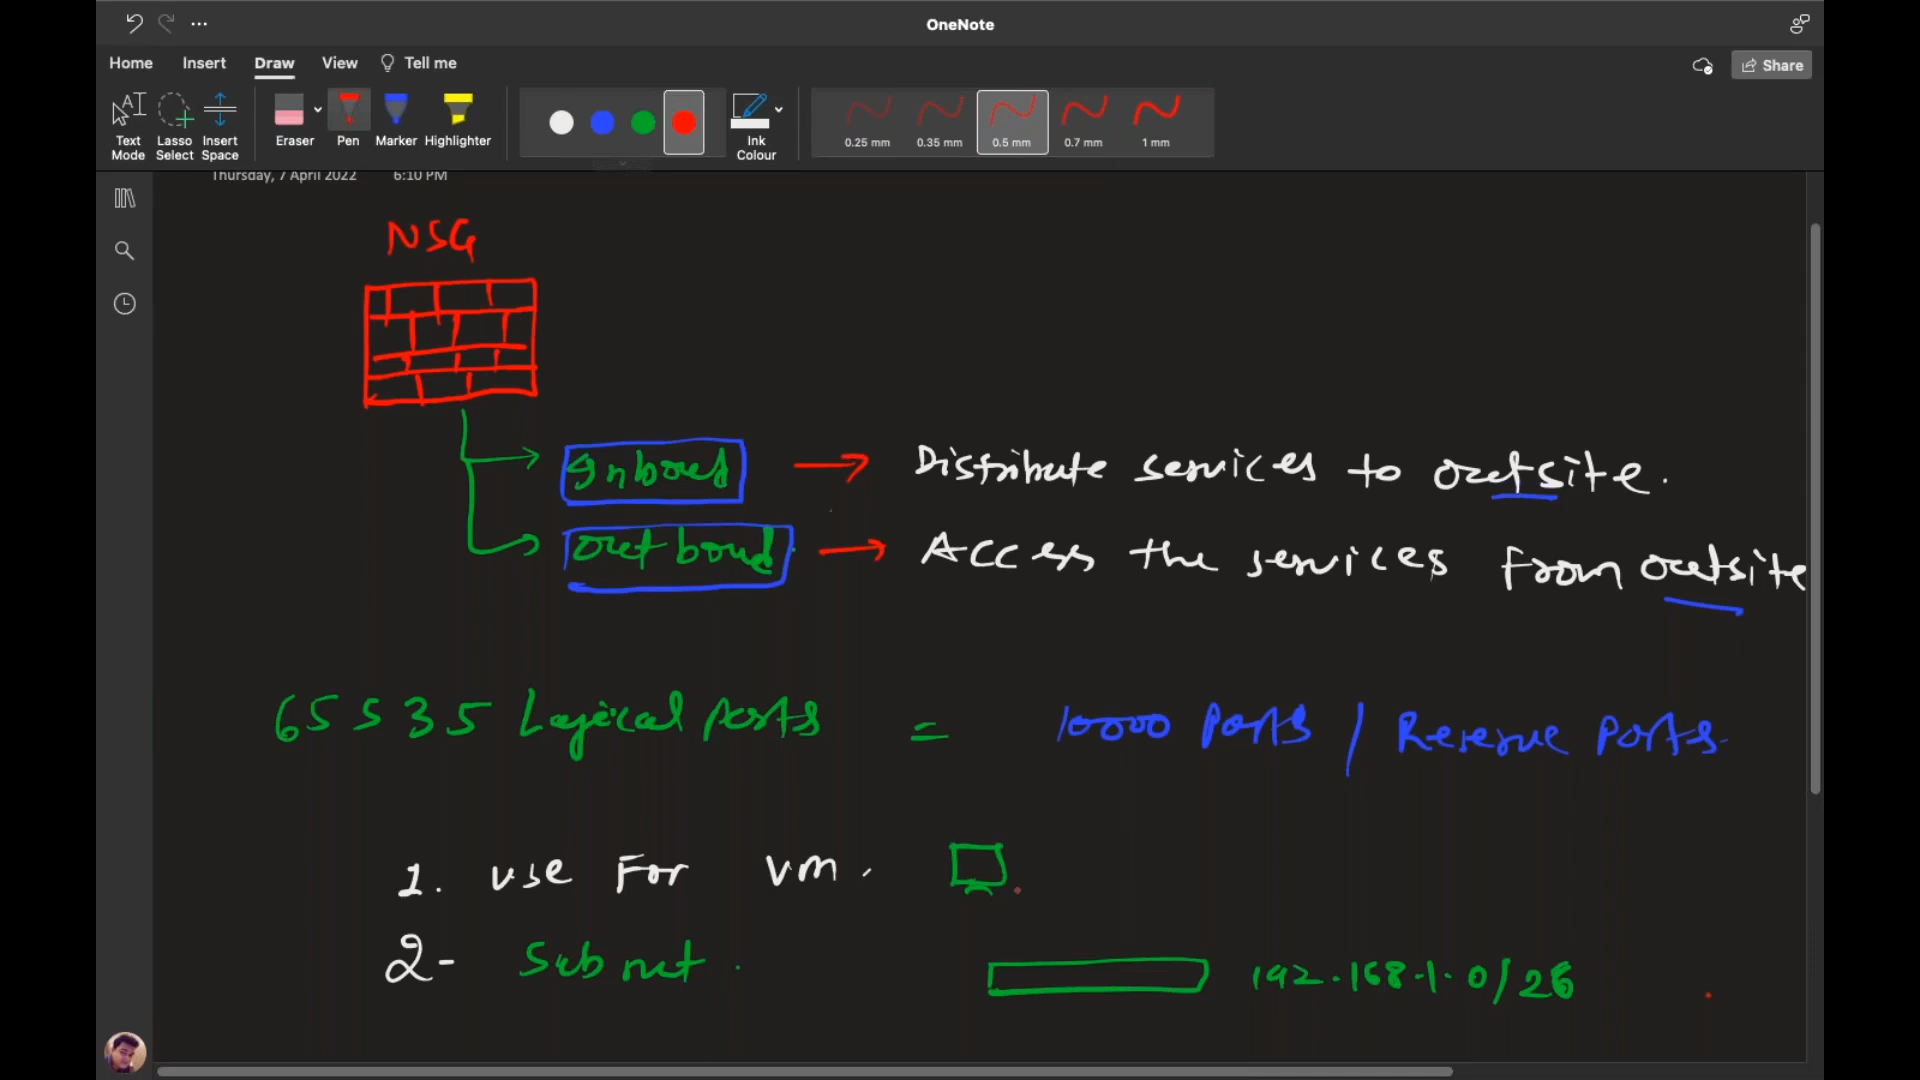 OneNote
Home Insert Draw View Tell me
Share
Text Mode
Lasso Select
Insert Space
Eraser
Pen
Marker
Highlighter
Ink Colour
0.25 mm
0.35 mm
0.5 mm
0.7 mm
1 mm
Thursday, 7 April 2022 6:10 PM
NSG
Inboud → Distribute services to outsite.
outboud → Access the services from outsite
65535 Logical ports = 10000 ports / Reserve ports.
1. use For vm.
2- Subnet.
192.168.1.0/26